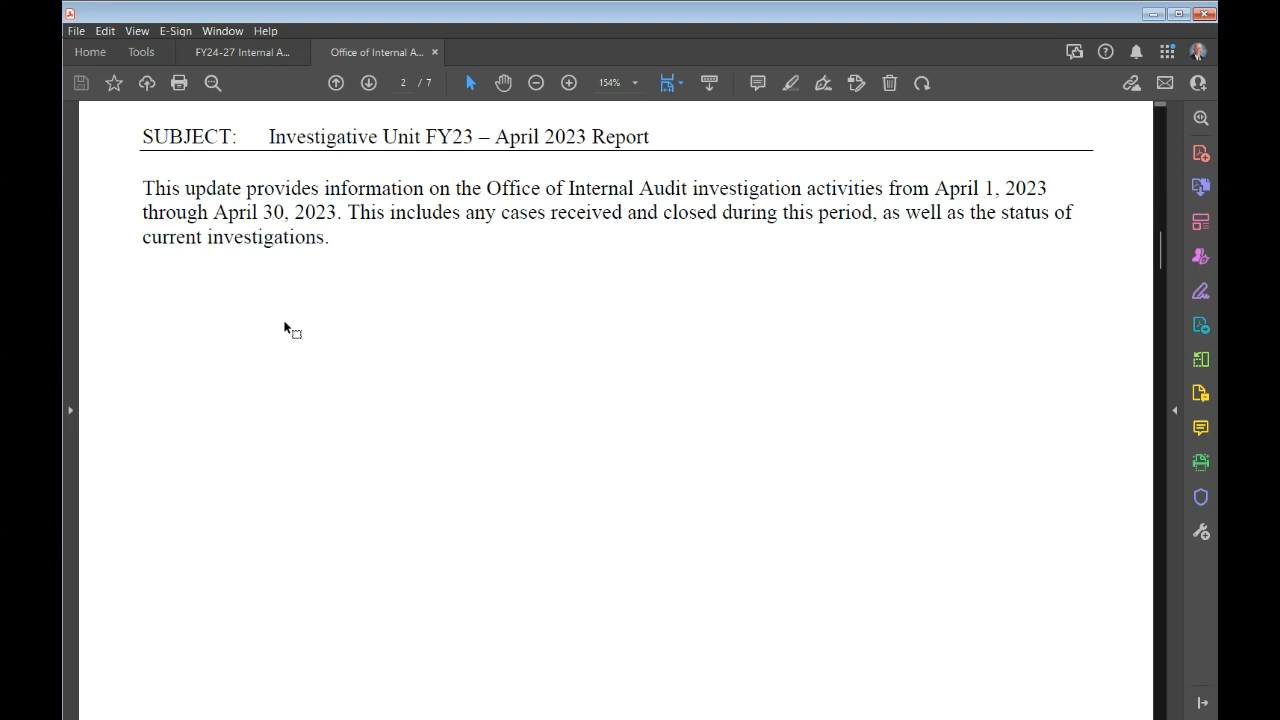 File Edit View E-Sign Window Help
Home Tools FY24-27 Internal A... Office of Internal A... ×
2 / 7 154%
SUBJECT: Investigative Unit FY23 – April 2023 Report
This update provides information on the Office of Internal Audit investigation activities from April 1, 2023
through April 30, 2023. This includes any cases received and closed during this period, as well as the status of
current investigations.